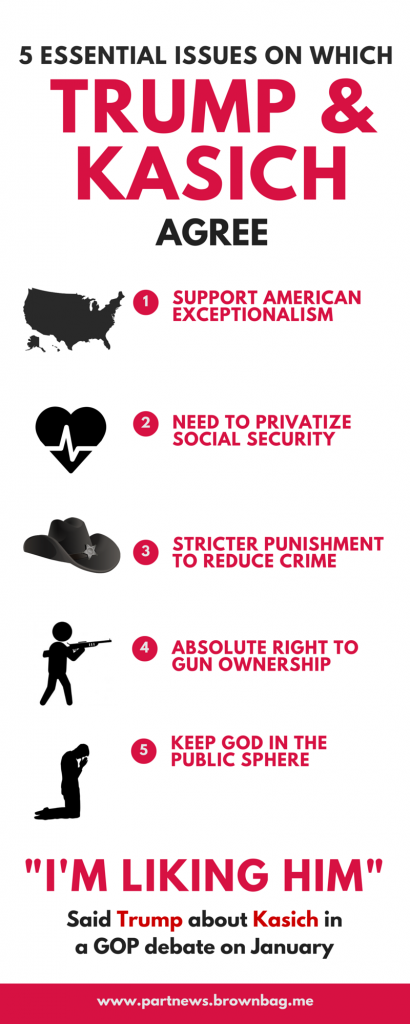 5 ESSENTIAL ISSUES ON WHICH
TRUMP &
KASICH
AGREE
1 SUPPORT AMERICAN
EXCEPTIONALISM
2 NEED TO PRIVATIZE
SOCIAL SECURITY
3 STRICTER PUNISHMENT
TO REDUCE CRIME
4 ABSOLUTE RIGHT TO
GUN OWNERSHIP
5 KEEP GOD IN THE
PUBLIC SPHERE
"I'M LIKING HIM"
Said Trump about Kasich in
a GOP debate on January
www.partnews.brownbag.me